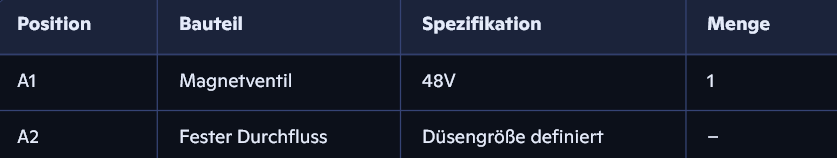 Position Bauteil Spezifikation Menge
A1 Magnetventil 48V 1
A2 Fester Durchfluss Düsengröße definiert –